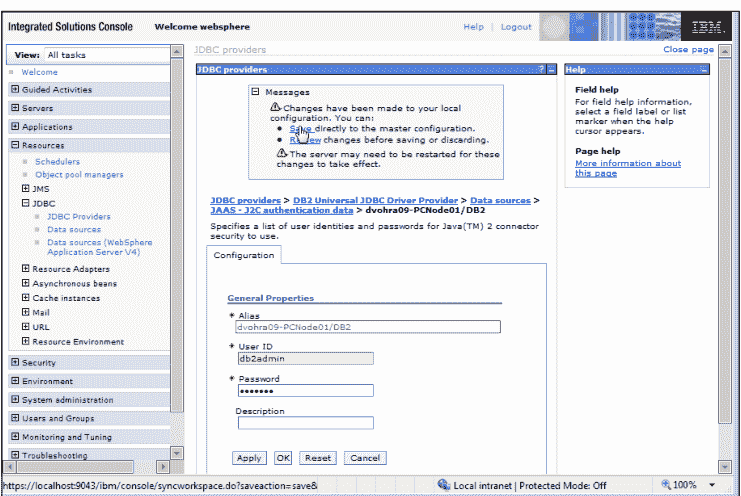 Integrated Solutions Console Welcome websphere Help | Logout IBM.
View: All tasks
Welcome
Guided Activities
Servers
Applications
Resources
Schedulers
Object pool managers
JMS
JDBC
JDBC Providers
Data sources
Data sources (WebSphere
Application Server V4)
Resource Adapters
Asynchronous beans
Cache instances
Mail
URL
Resource Environment
Security
Environment
System administration
Users and Groups
Monitoring and Tuning
Troubleshooting
JDBC providers Close page
JDBC providers ? -
Messages
Changes have been made to your local
configuration. You can:
Save directly to the master configuration.
Review changes before saving or discarding.
The server may need to be restarted for these
changes to take effect.
JDBC providers > DB2 Universal JDBC Driver Provider > Data sources >
JAAS - J2C authentication data > dvohra09-PCNode01/DB2
Specifies a list of user identities and passwords for Java(TM) 2 connector
security to use.
Configuration
General Properties
* Alias
dvohra09-PCNode01/DB2
* User ID
db2admin
* Password
•••••••
Description
Apply OK Reset Cancel
Help
Field help
For field help information,
select a field label or list
marker when the help
cursor appears.
Page help
More information about
this page
https://localhost:9043/ibm/console/syncworkspace.do?saveaction=save& Local intranet | Protected Mode: Off 100%